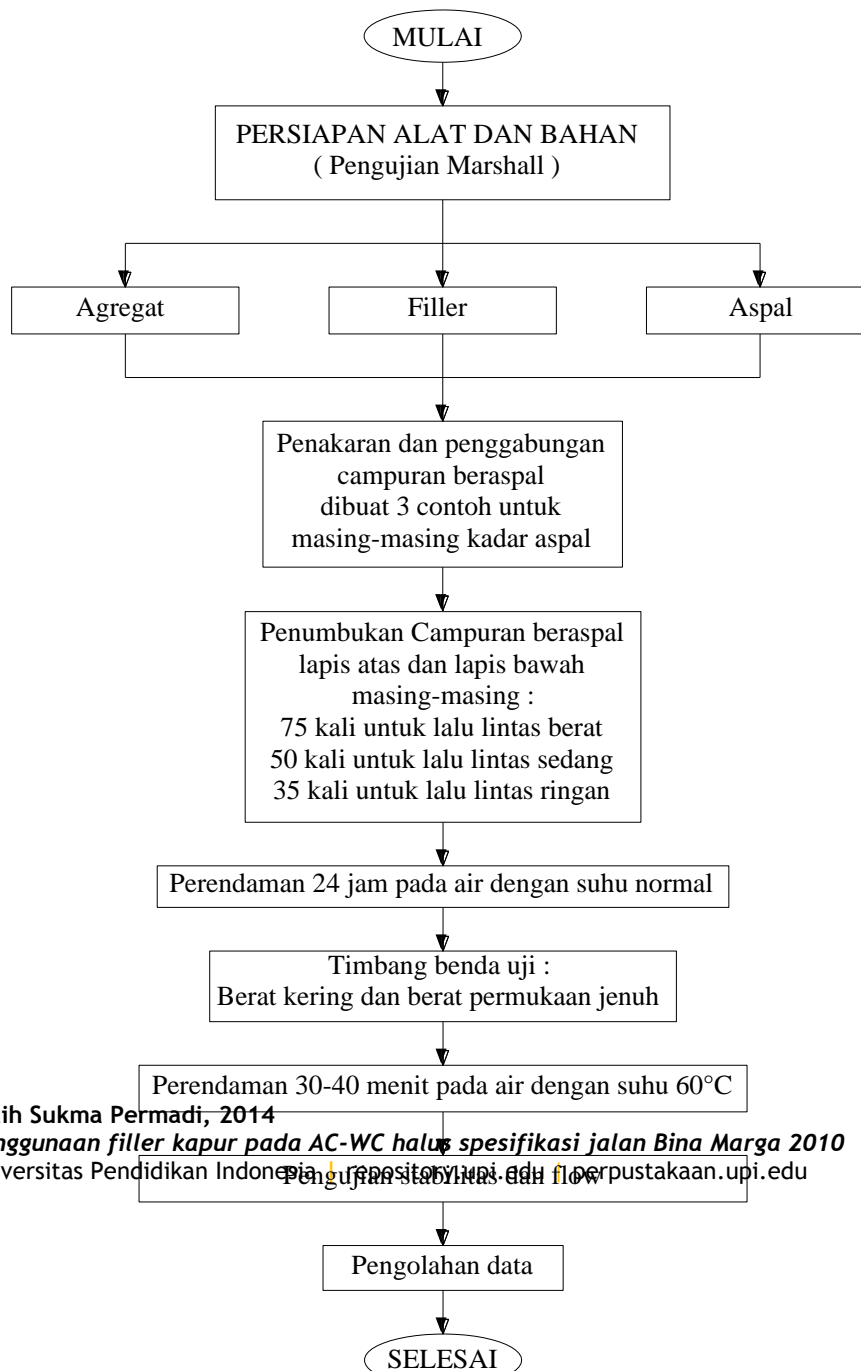 MULAI
PERSIAPAN ALAT DAN BAHAN
( Pengujian Marshall )
Agregat
Filler
Aspal
Penakaran dan penggabungan
campuran beraspal
dibuat 3 contoh untuk
masing-masing kadar aspal
Penumbukan Campuran beraspal
lapis atas dan lapis bawah
masing-masing :
75 kali untuk lalu lintas berat
50 kali untuk lalu lintas sedang
35 kali untuk lalu lintas ringan
Perendaman 24 jam pada air dengan suhu normal
Timbang benda uji :
Berat kering dan berat permukaan jenuh
Perendaman 30-40 menit pada air dengan suhu 60°C
ih Sukma Permadi, 2014
nggunaan filler kapur pada AC-WC halus spesifikasi jalan Bina Marga 2010
versitas Pendidikan Indonesia | repository.upi.edu | perpustakaan.upi.edu
Pengujian stabilitas dan flow
Pengolahan data
SELESAI